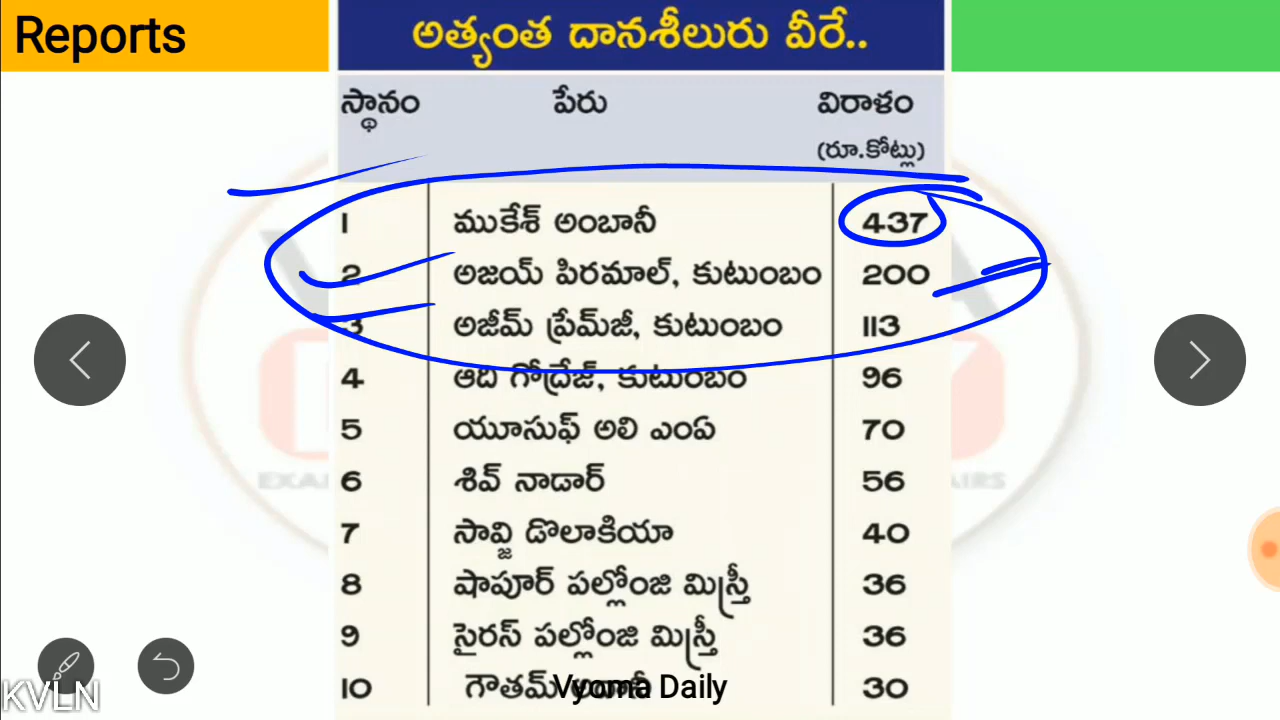 Reports
అత్యంత దానశీలురు వీరే..
స్థానం పేరు విరాళం
(రూ.కోట్లు)
1 ముకేశ్ అంబానీ 437
2 అజయ్ పిరమాల్, కుటుంబం 200
3 అజీమ్ ప్రేమ్‌జీ, కుటుంబం 113
4 ఆది గోద్రేజ్, కుటుంబం 96
5 యూసుఫ్ అలి ఎంఏ 70
6 శివ్ నాడార్ 56
7 సావ్జి డొలాకియా 40
8 షాపూర్ పల్లోంజి మిస్త్రీ 36
9 సైరస్ పల్లోంజి మిస్త్రీ 36
10 గౌతమ్ 30
Vyoma Daily
KVLN